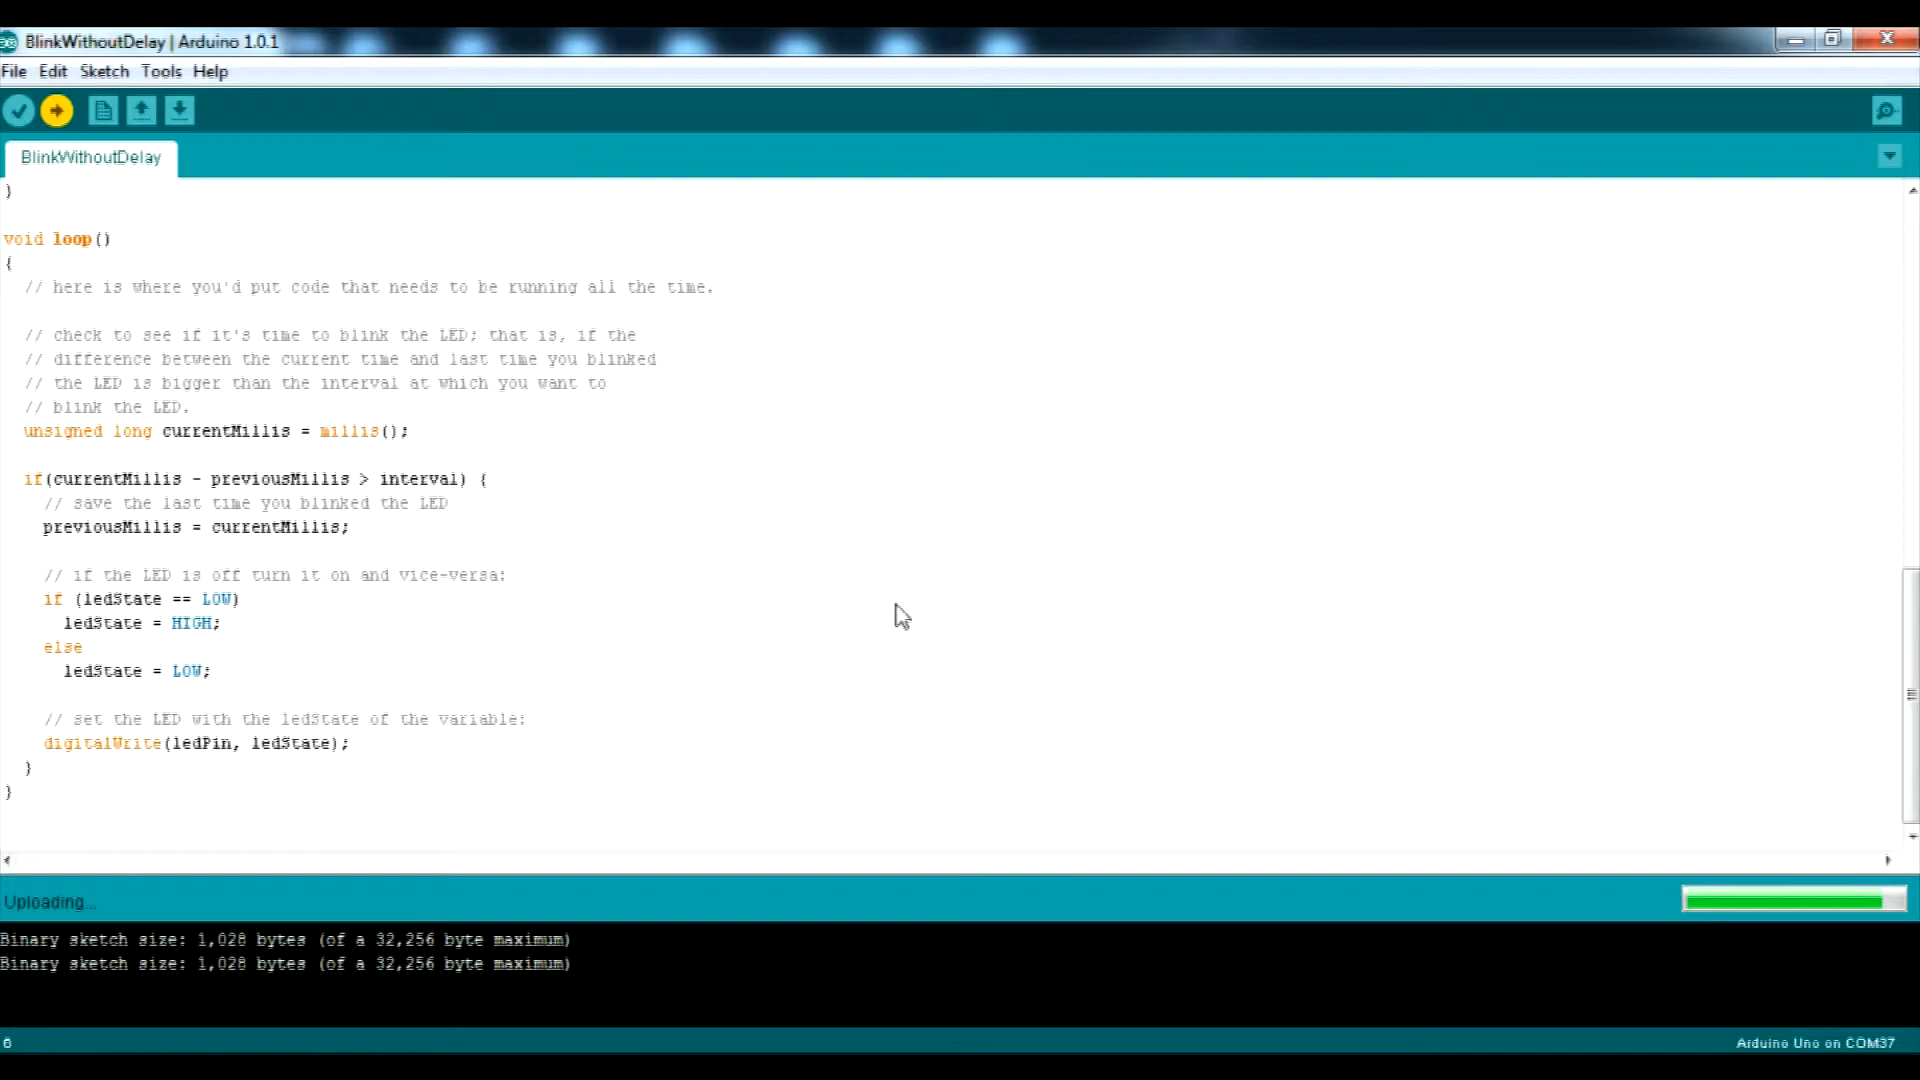 BlinkWithoutDelay | Arduino 1.0.1
File Edit Sketch Tools Help
BlinkWithoutDelay
}
void loop()
{
// here is where you'd put code that needs to be running all the time.
// check to see if it's time to blink the LED; that is, if the
// difference between the current time and last time you blinked
// the LED is bigger than the interval at which you want to
// blink the LED.
unsigned long currentMillis = millis();
if(currentMillis - previousMillis > interval) {
// save the last time you blinked the LED
previousMillis = currentMillis;
// if the LED is off turn it on and vice-versa:
if (ledState == LOW)
ledState = HIGH;
else
ledState = LOW;
// set the LED with the ledState of the variable:
digitalWrite(ledPin, ledState);
}
}
Uploading...
Binary sketch size: 1,028 bytes (of a 32,256 byte maximum)
Binary sketch size: 1,028 bytes (of a 32,256 byte maximum)
6
Arduino Uno on COM37